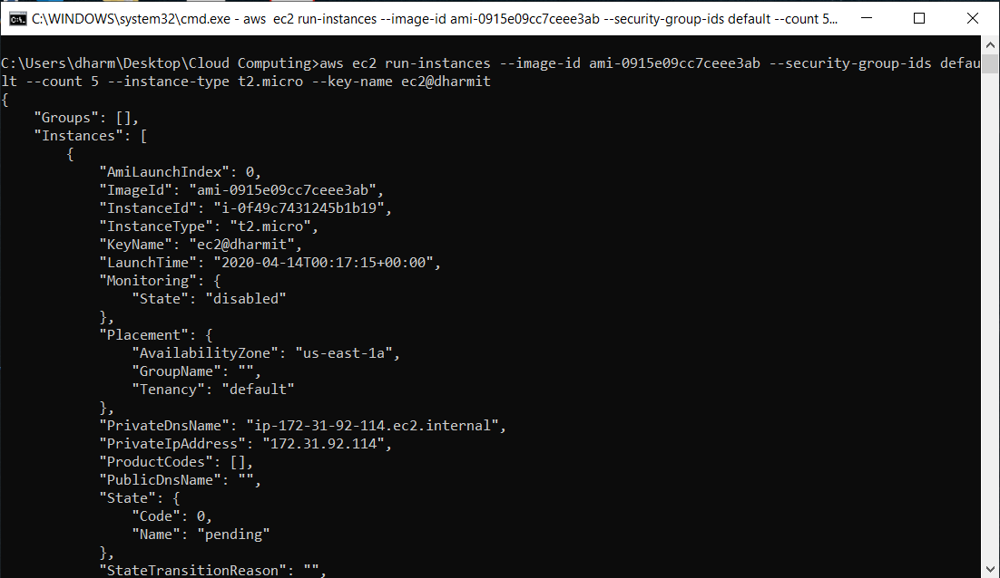 C:\WINDOWS\system32\cmd.exe - aws  ec2 run-instances --image-id ami-0915e09cc7ceee3ab --security-group-ids default --count 5...
C:\Users\dharm\Desktop\Cloud Computing>aws ec2 run-instances --image-id ami-0915e09cc7ceee3ab --security-group-ids defau
lt --count 5 --instance-type t2.micro --key-name ec2@dharmit
{
    "Groups": [],
    "Instances": [
        {
            "AmiLaunchIndex": 0,
            "ImageId": "ami-0915e09cc7ceee3ab",
            "InstanceId": "i-0f49c7431245b1b19",
            "InstanceType": "t2.micro",
            "KeyName": "ec2@dharmit",
            "LaunchTime": "2020-04-14T00:17:15+00:00",
            "Monitoring": {
                "State": "disabled"
            },
            "Placement": {
                "AvailabilityZone": "us-east-1a",
                "GroupName": "",
                "Tenancy": "default"
            },
            "PrivateDnsName": "ip-172-31-92-114.ec2.internal",
            "PrivateIpAddress": "172.31.92.114",
            "ProductCodes": [],
            "PublicDnsName": "",
            "State": {
                "Code": 0,
                "Name": "pending"
            },
            "StateTransitionReason": "",